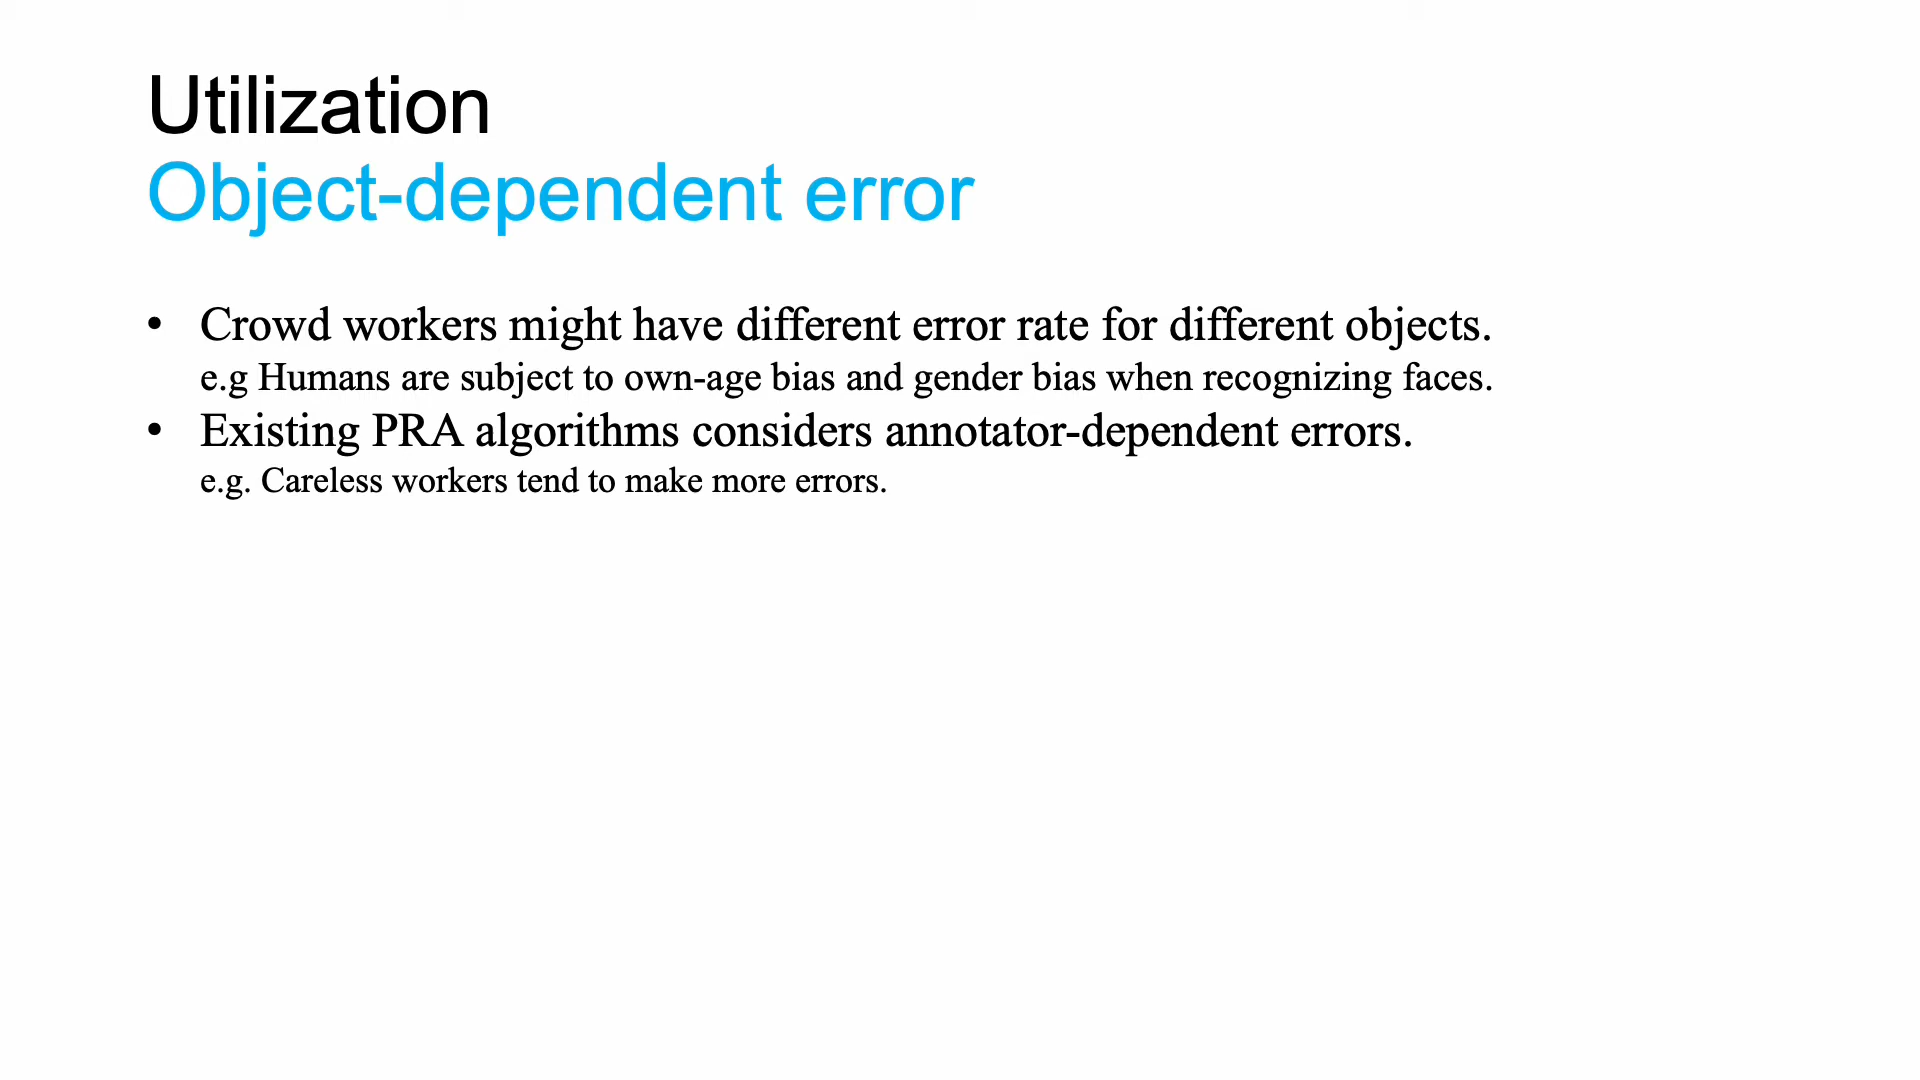 Utilization
Object-dependent error
• Crowd workers might have different error rate for different objects.
e.g Humans are subject to own-age bias and gender bias when recognizing faces.
• Existing PRA algorithms considers annotator-dependent errors.
e.g. Careless workers tend to make more errors.